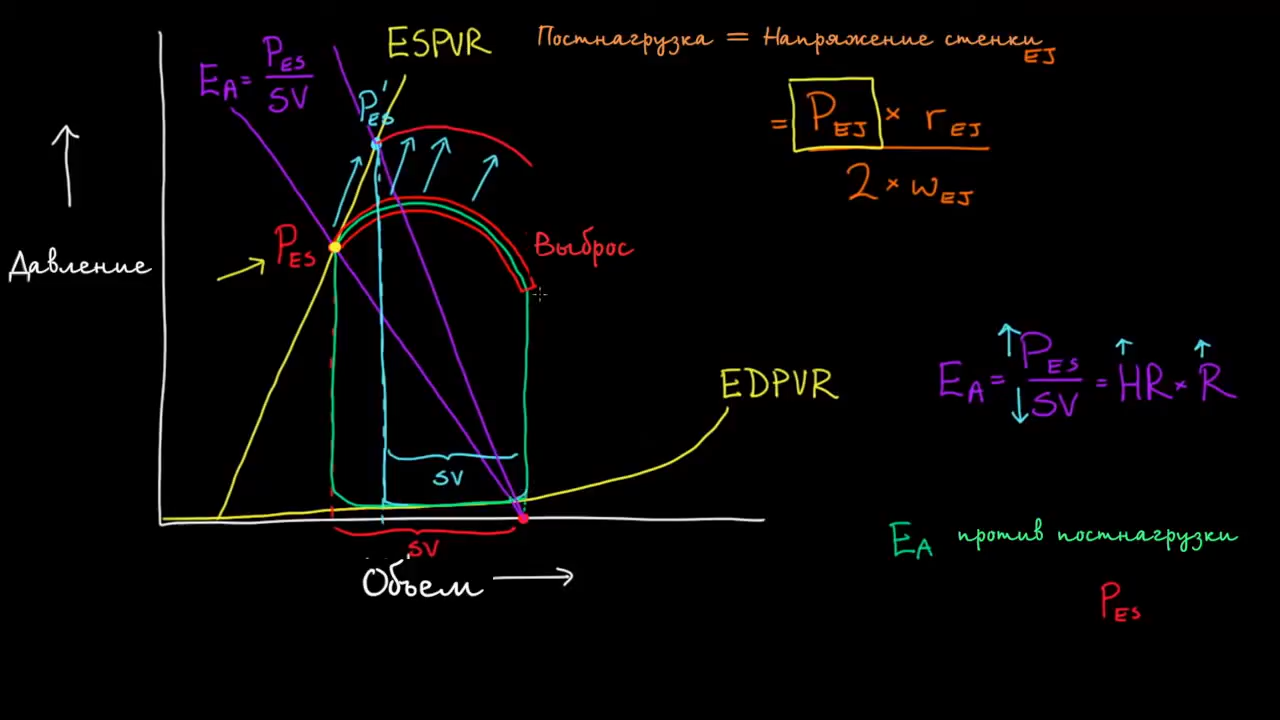 ESPVR
Постнагрузка = Напряжение стенки EJ
E_A = P_ES / SV
P'_ES
= P_EJ × r_EJ
2 × w_EJ
P_ES
Выброс
Давление
E_A = P_ES / SV = HR × R
EDPVR
SV
SV
E_A против постнагрузки
Объем
P_ES